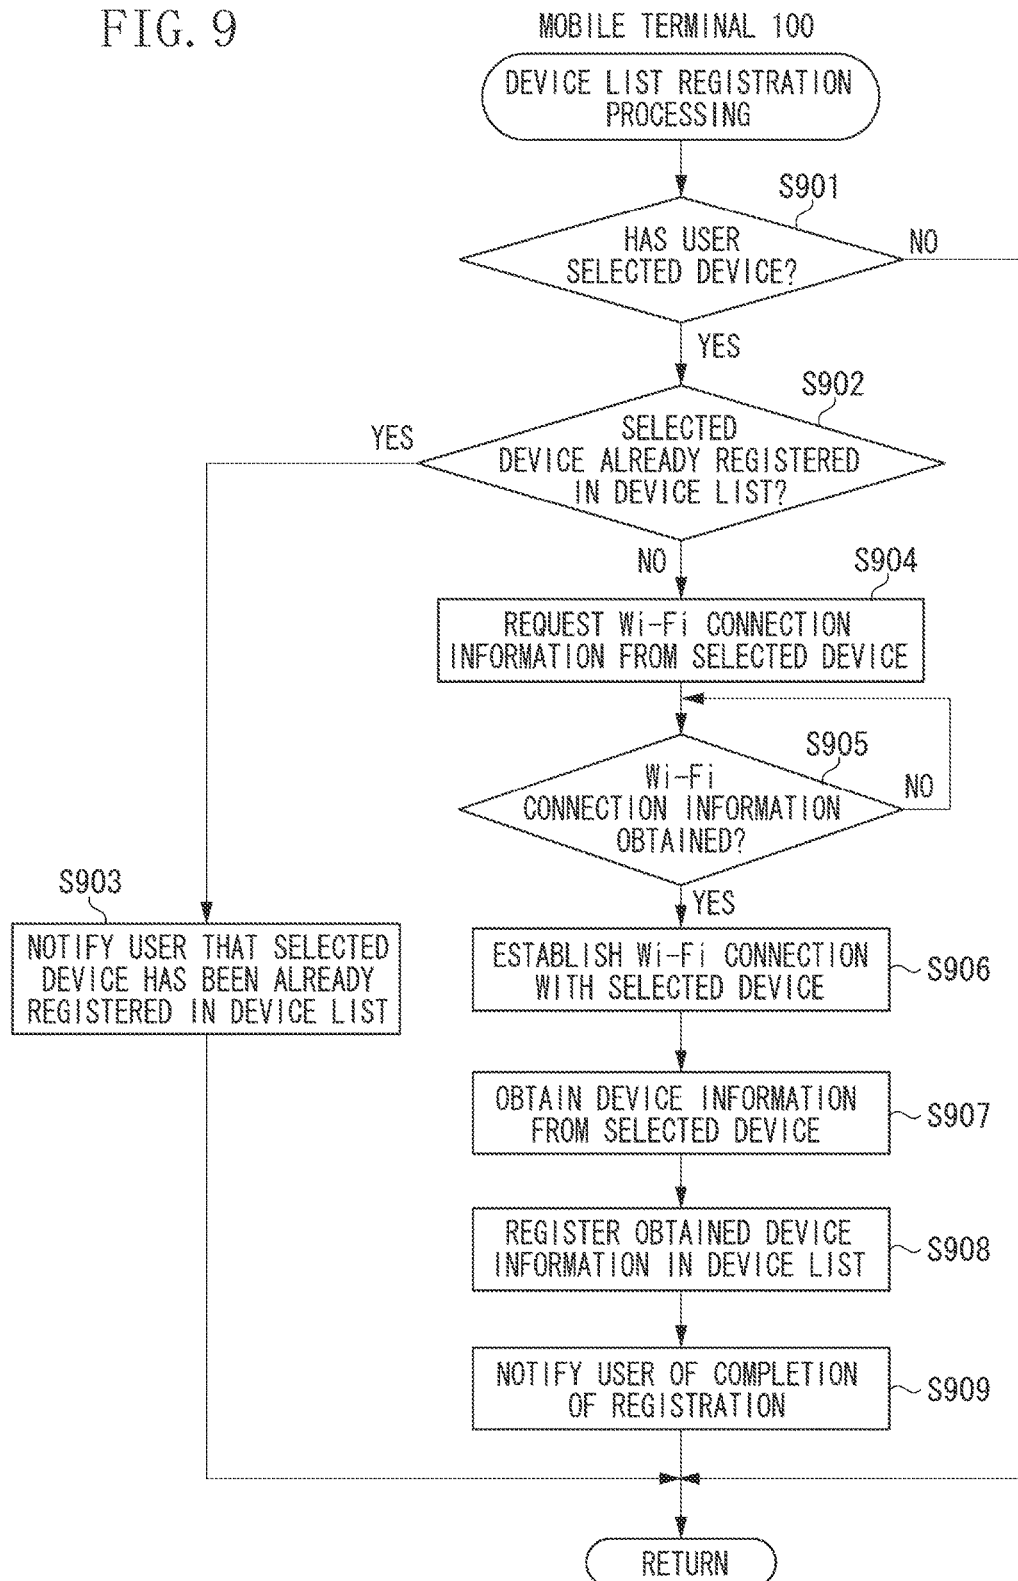 FIG. 9
MOBILE TERMINAL 100
DEVICE LIST REGISTRATION
PROCESSING
S901
HAS USER
SELECTED DEVICE?
NO
YES
S902
YES
SELECTED
DEVICE ALREADY REGISTERED
IN DEVICE LIST?
NO
S904
REQUEST Wi-Fi CONNECTION
INFORMATION FROM SELECTED DEVICE
S905
Wi-Fi
CONNECTION INFORMATION
OBTAINED?
NO
YES
S903
NOTIFY USER THAT SELECTED
DEVICE HAS BEEN ALREADY
REGISTERED IN DEVICE LIST
ESTABLISH Wi-Fi CONNECTION
WITH SELECTED DEVICE
S906
OBTAIN DEVICE INFORMATION
FROM SELECTED DEVICE
S907
REGISTER OBTAINED DEVICE
INFORMATION IN DEVICE LIST
S908
NOTIFY USER OF COMPLETION
OF REGISTRATION
S909
RETURN